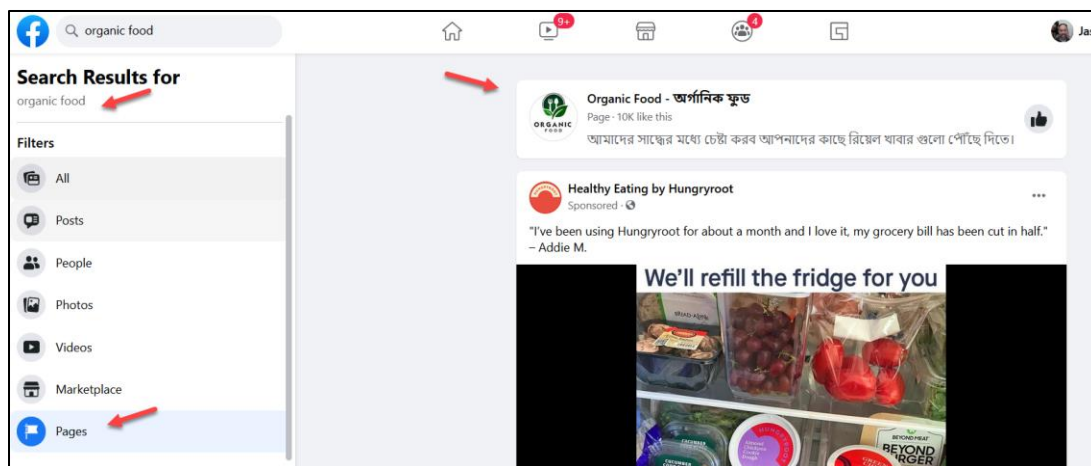 organic food
9+
4
Jas
Search Results for
organic food
Filters
All
Posts
People
Photos
Videos
Marketplace
Pages
ORGANIC
FOOD
Organic Food - অর্গানিক ফুড
Page · 10K like this
আমাদের সাদ্ধের মধ্যে চেষ্টা করব আপনাদের কাছে রিয়েল খাবার গুলো পৌঁছে দিতে।
Healthy Eating by Hungryroot
Sponsored ·
"I've been using Hungryroot for about a month and I love it, my grocery bill has been cut in half."
– Addie M.
We'll refill the fridge for you
BEYOND MEAT
BEYOND
BURGER